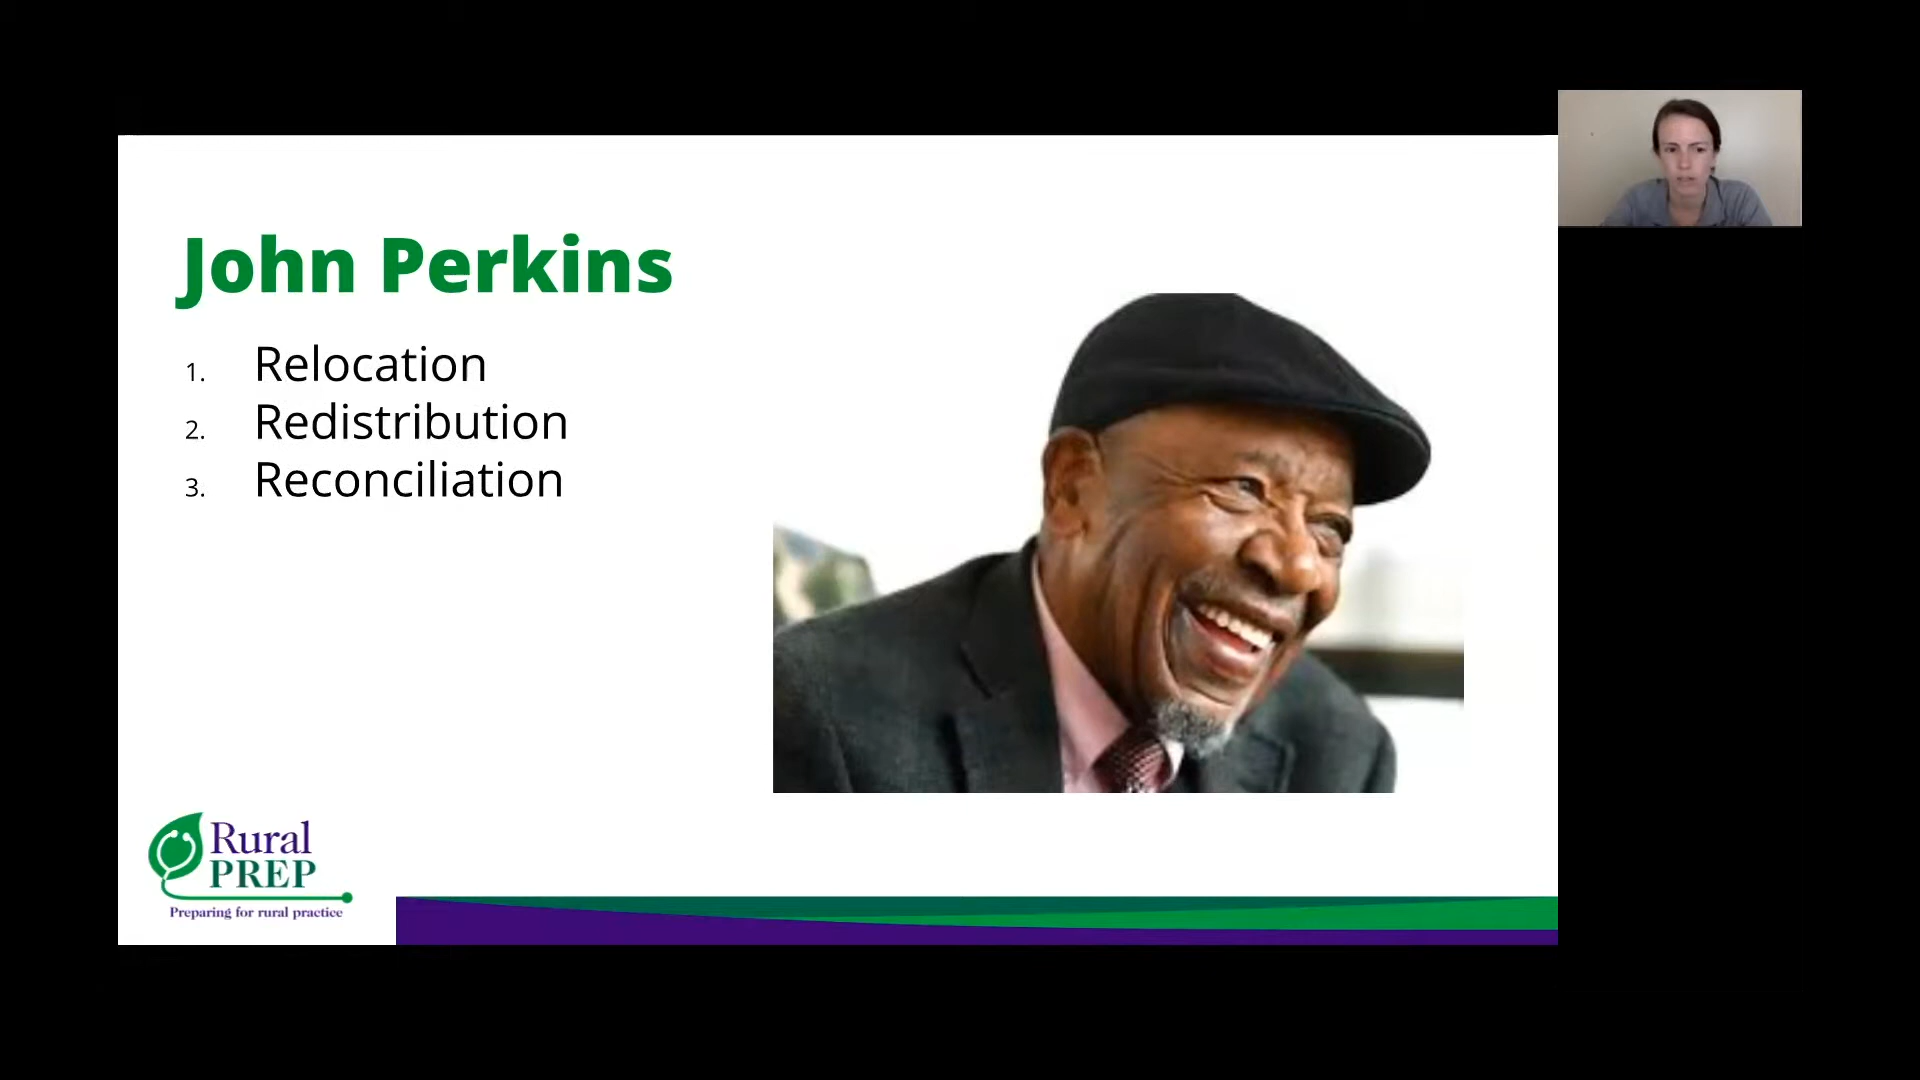 John Perkins
1. Relocation
2. Redistribution
3. Reconciliation
Rural
PREP
Preparing for rural practice